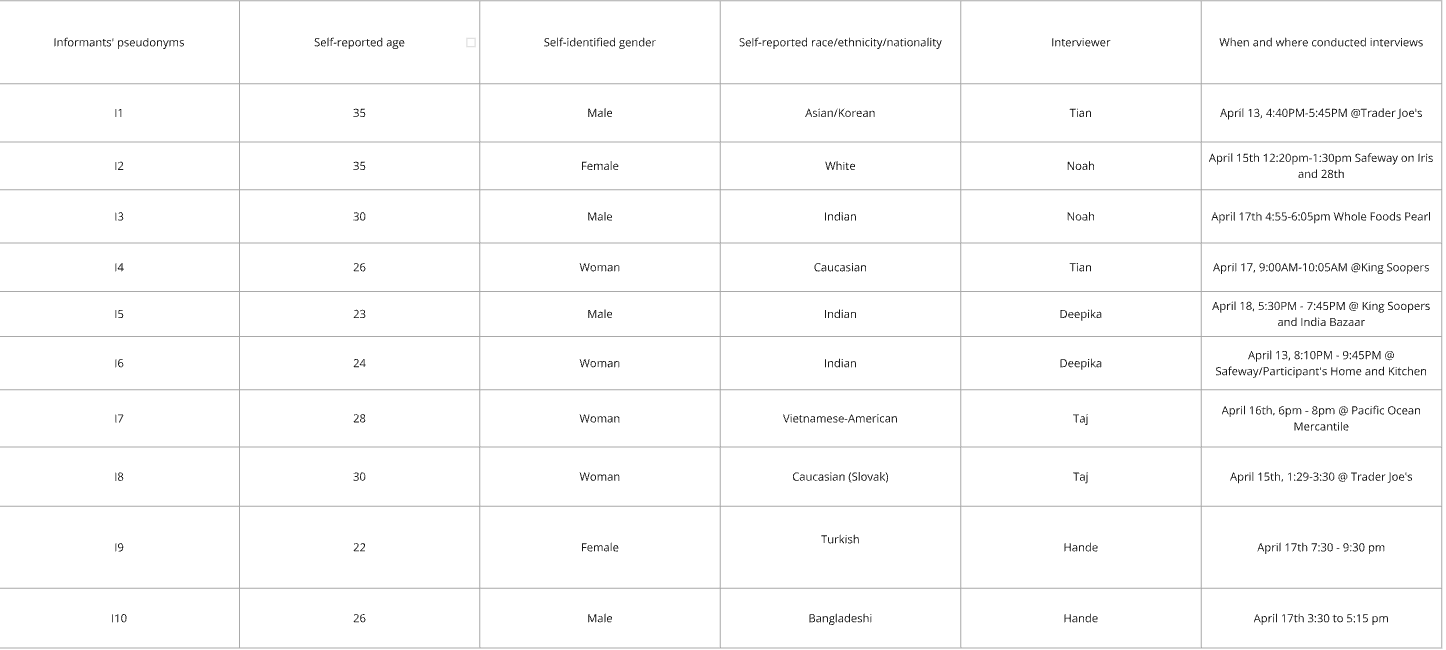 Informants' pseudonyms
Self-reported age
Self-identified gender
Self-reported race/ethnicity/nationality
Interviewer
When and where conducted interviews
I1
35
Male
Asian/Korean
Tian
April 13, 4:40PM-5:45PM @Trader Joe's
I2
35
Female
White
Noah
April 15th 12:20pm-1:30pm Safeway on Iris
and 28th
I3
30
Male
Indian
Noah
April 17th 4:55-6:05pm Whole Foods Pearl
I4
26
Woman
Caucasian
Tian
April 17, 9:00AM-10:05AM @King Soopers
I5
23
Male
Indian
Deepika
April 18, 5:30PM - 7:45PM @ King Soopers
and India Bazaar
I6
24
Woman
Indian
Deepika
April 13, 8:10PM - 9:45PM @
Safeway/Participant's Home and Kitchen
I7
28
Woman
Vietnamese-American
Taj
April 16th, 6pm - 8pm @ Pacific Ocean
Mercantile
I8
30
Woman
Caucasian (Slovak)
Taj
April 15th, 1:29-3:30 @ Trader Joe's
I9
22
Female
Turkish
Hande
April 17th 7:30 - 9:30 pm
I10
26
Male
Bangladeshi
Hande
April 17th 3:30 to 5:15 pm